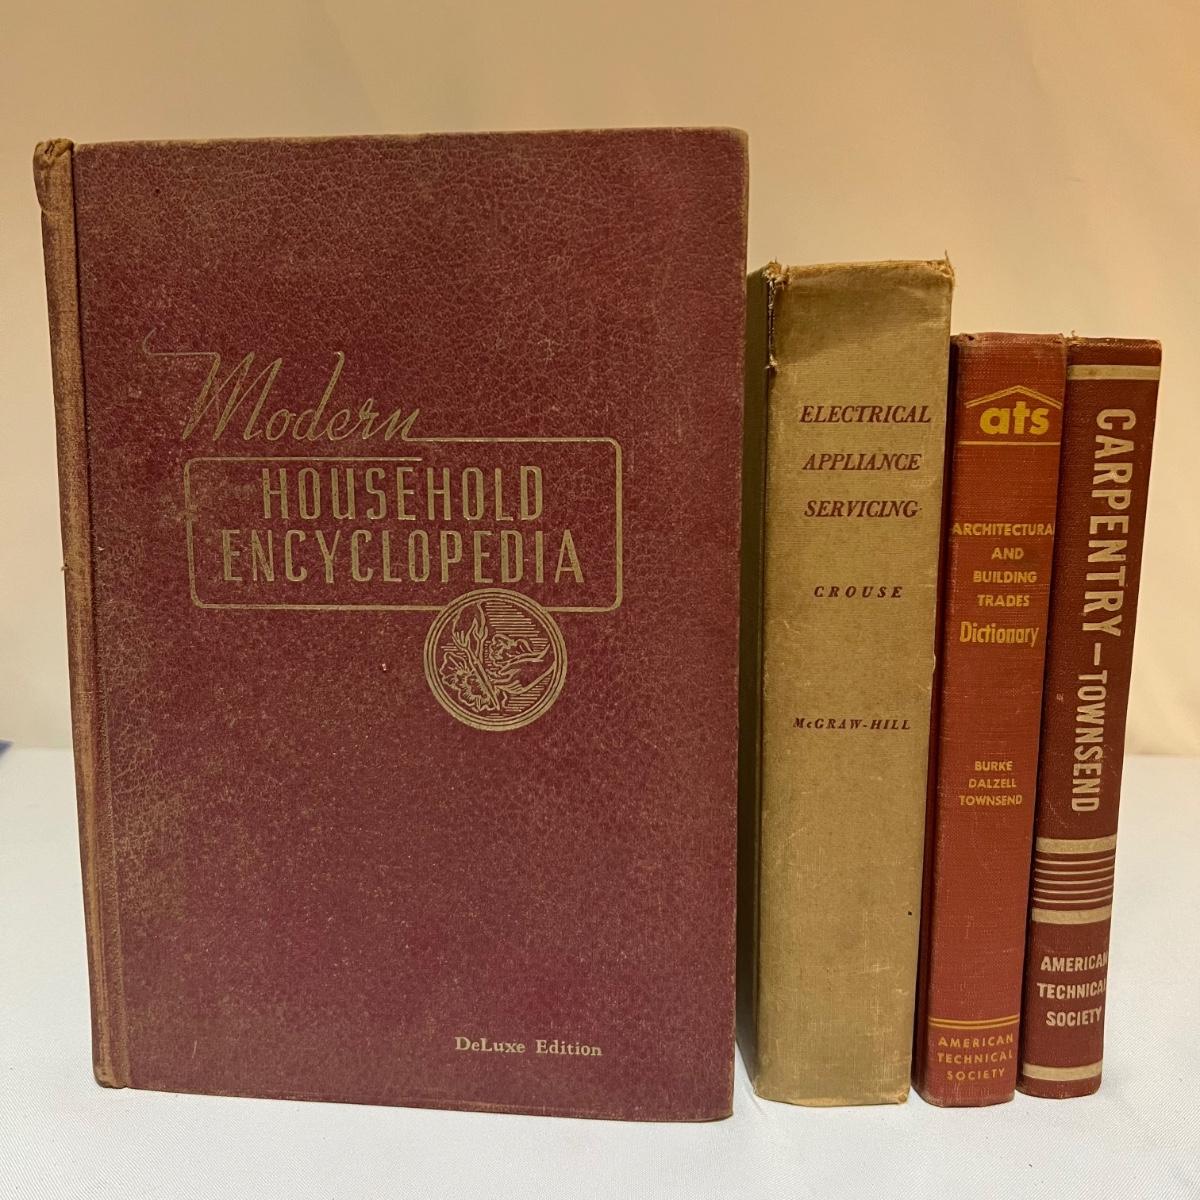 Modern
HOUSEHOLD
ENCYCLOPEDIA
DeLuxe Edition
ELECTRICAL
APPLIANCE
SERVICING
CROUSE
McGRAW-HILL
ats
ARCHITECTURA
AND
BUILDING
TRADES
Dictionary
BURKE
DALZELL
TOWNSEND
AMERICAN
TECHNICAL
SOCIETY
CARPENTRY – TOWNSEND
AMERICAN
TECHNICAL
SOCIETY